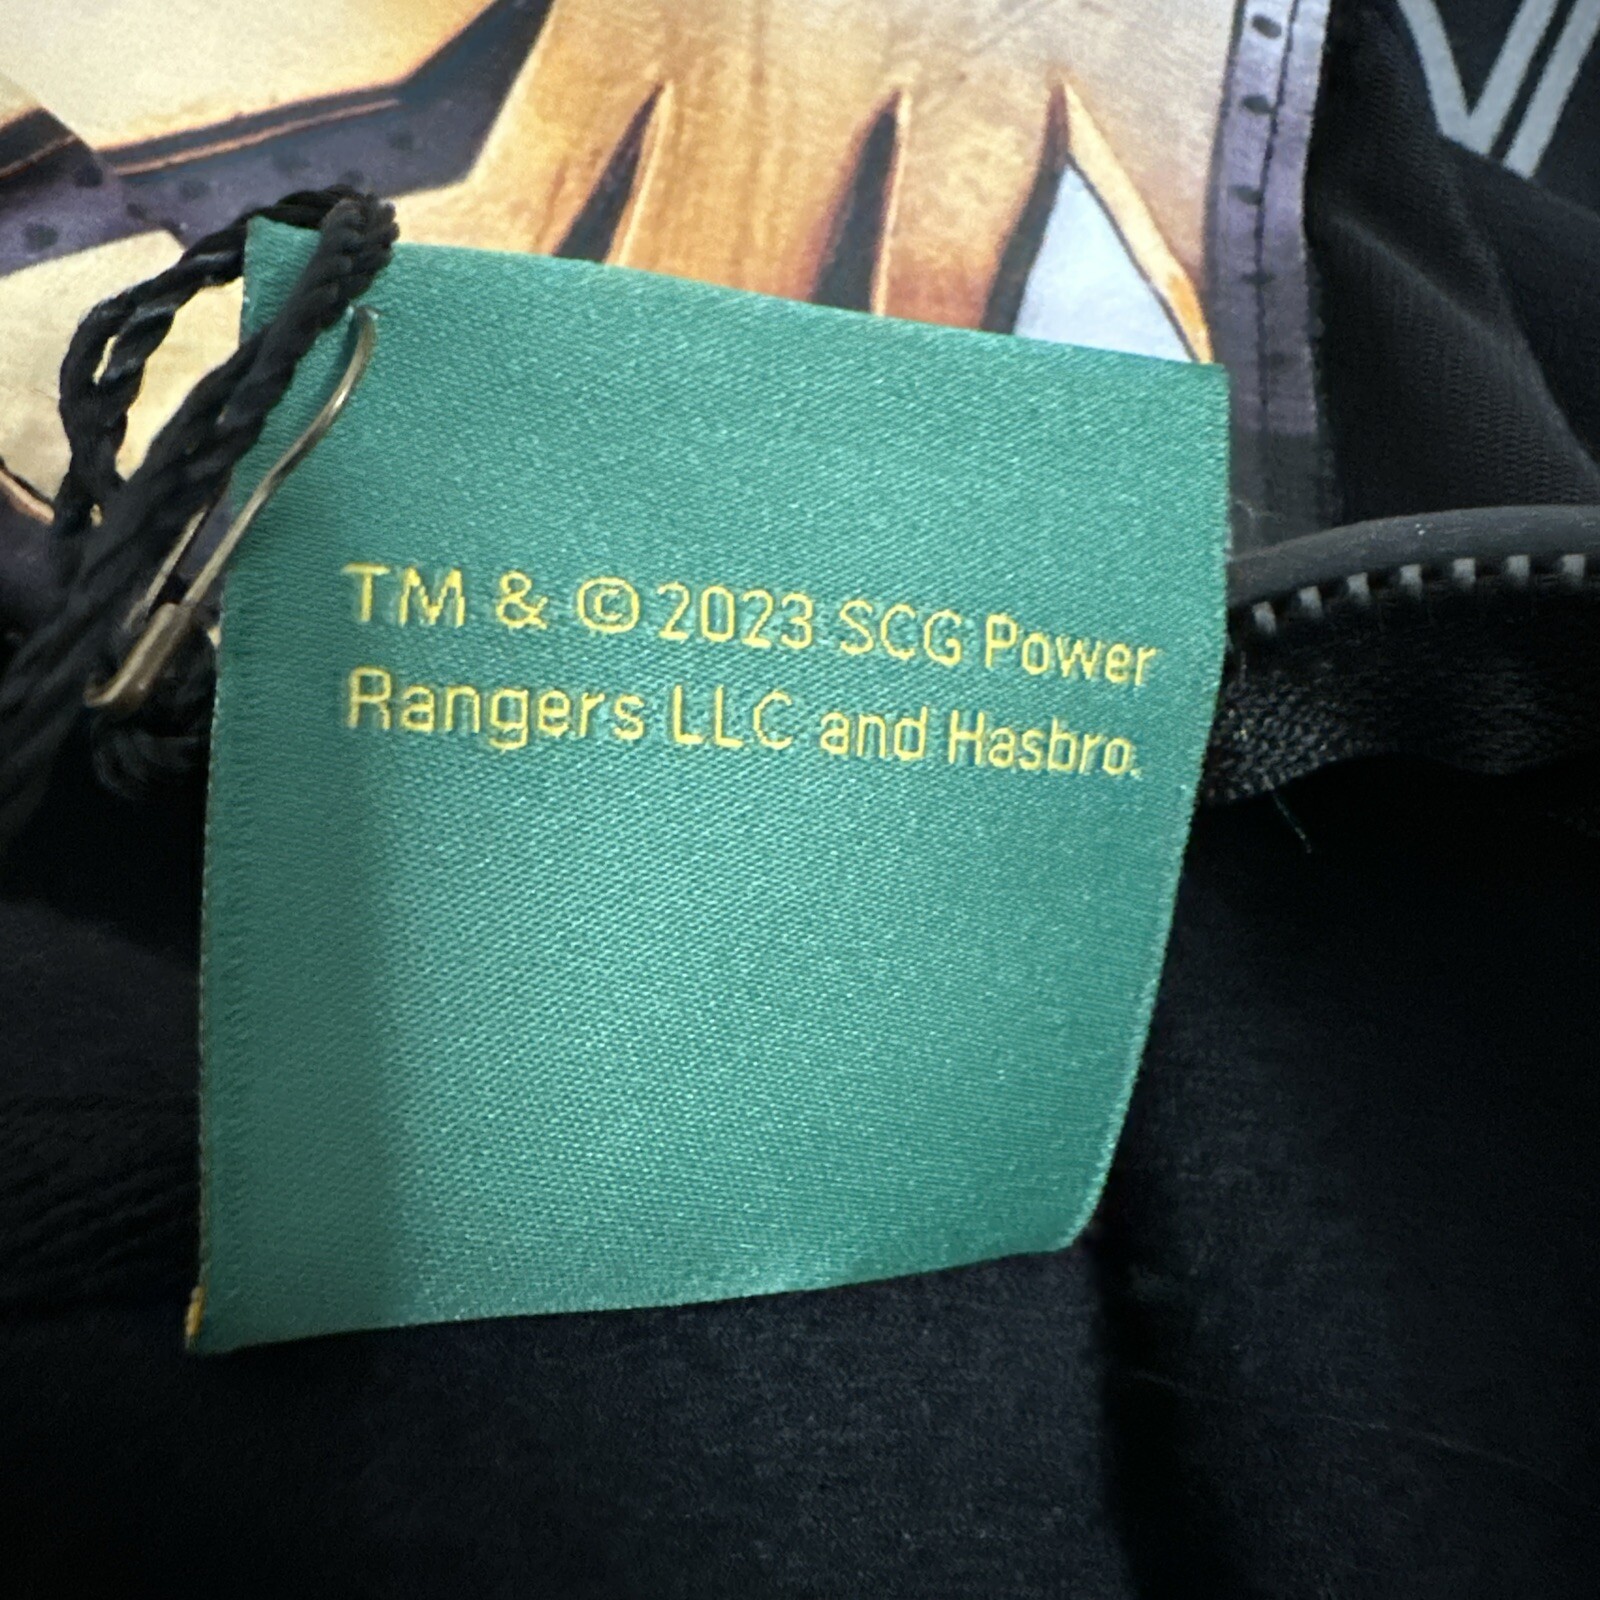 TM & © 2023 SCG Power
Rangers LLC and Hasbro.